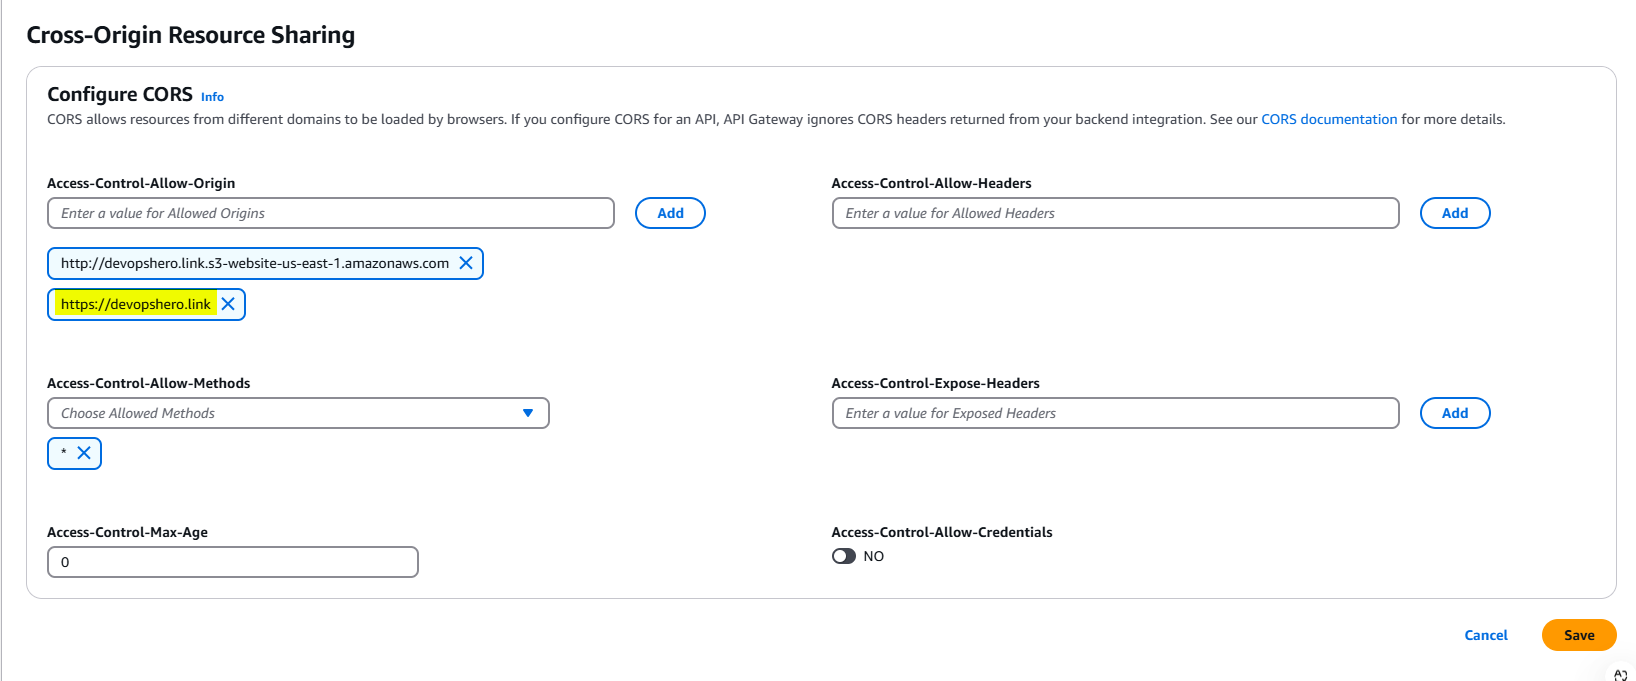 Cross-Origin Resource Sharing
Configure CORS Info
CORS allows resources from different domains to be loaded by browsers. If you configure CORS for an API, API Gateway ignores CORS headers returned from your backend integration. See our CORS documentation for more details.
Access-Control-Allow-Origin
Enter a value for Allowed Origins
Add
http://devopshero.link.s3-website-us-east-1.amazonaws.com
https://devopshero.link
Access-Control-Allow-Headers
Enter a value for Allowed Headers
Add
Access-Control-Allow-Methods
Choose Allowed Methods
*
Access-Control-Expose-Headers
Enter a value for Exposed Headers
Add
Access-Control-Max-Age
0
Access-Control-Allow-Credentials
NO
Cancel
Save